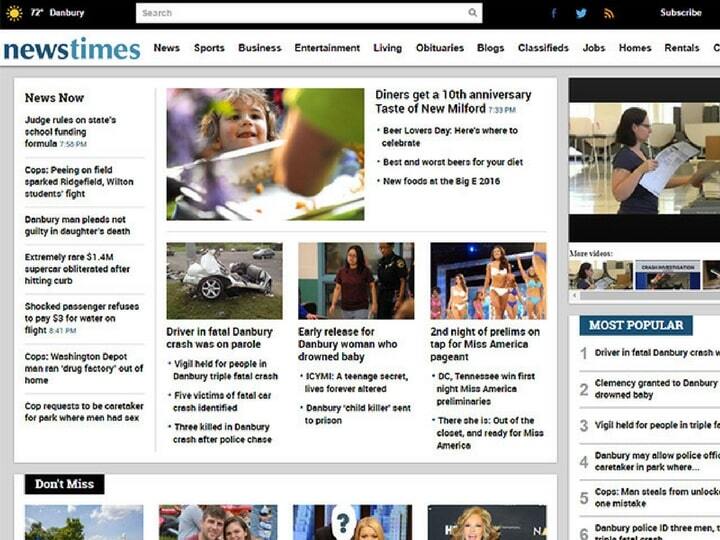 72° Danbury
Search
Subscribe
newstimes
News Sports Business Entertainment Living Obituaries Blogs Classifieds Jobs Homes Rentals C
News Now
Judge rules on state's
school funding
formula 7:58 PM
Cops: Peeing on field
sparked Ridgefield, Wilton
students' fight
Danbury man pleads not
guilty in daughter's death
Extremely rare $1.4M
supercar obliterated after
hitting curb
Shocked passenger refuses
to pay $3 for water on
flight 8:41 PM
Cops: Washington Depot
man ran 'drug factory' out of
home
Cop requests to be caretaker
for park where men had sex
Diners get a 10th anniversary
Taste of New Milford 7:33 PM
• Beer Lovers Day: Here's where to
celebrate
• Best and worst beers for your diet
• New foods at the Big E 2016
Driver in fatal Danbury
crash was on parole
• Vigil held for people in
Danbury triple fatal crash
• Five victims of fatal car
crash identified
• Three killed in Danbury
crash after police chase
Early release for
Danbury woman who
drowned baby
• ICYMI: A teenage secret,
lives forever altered
• Danbury 'child killer' sent
to prison
2nd night of prelims on
tap for Miss America
pageant
• DC, Tennessee win first
night Miss America
preliminaries
• There she is: Out of the
closet, and ready for Miss
America
More videos:
CRASH INVESTIGATION
MOST POPULAR
1 Driver in fatal Danbury crash w
2 Clemency granted to Danbury
drowned baby
3 Vigil held for people in triple fa
4 Danbury may allow police offic
caretaker in park where...
5 Cops: Man steals from unlock
one mistake
6 Danbury police ID three men, t
triple fatal crash
Don't Miss
?
H
NA